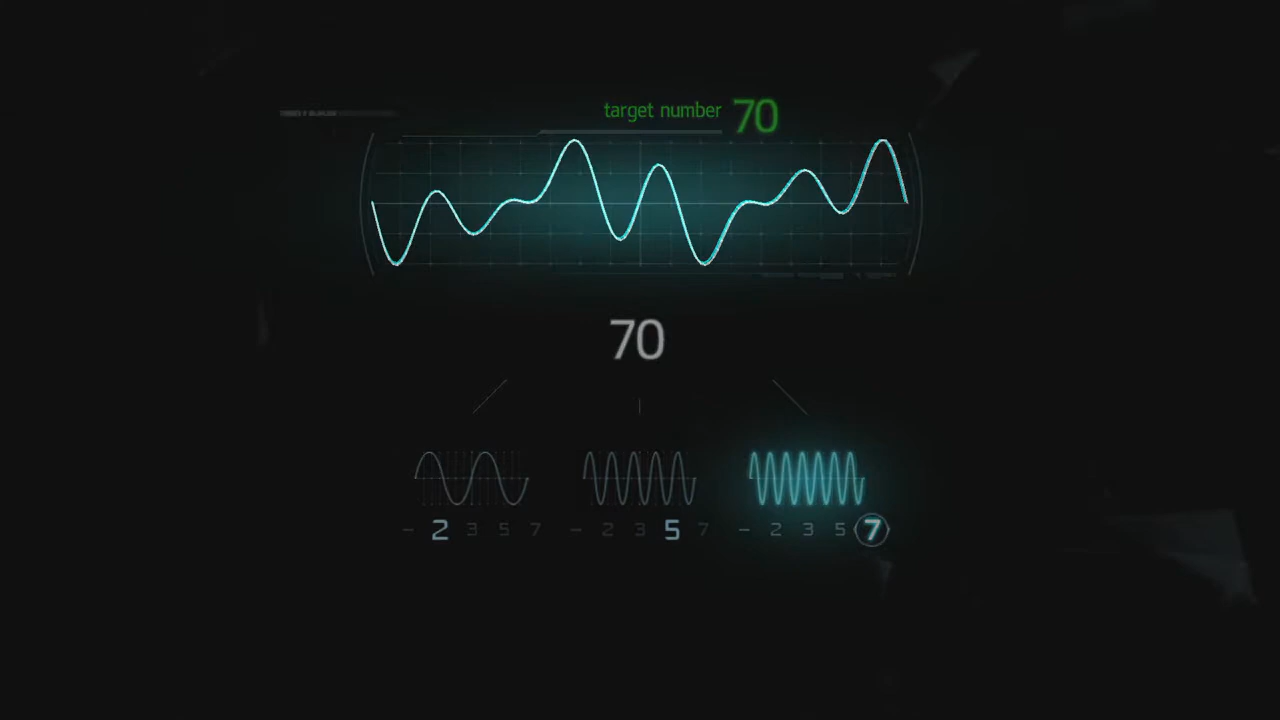 target number 70
70
- 2 3 5 7 - 2 3 5 7 - 2 3 5 7